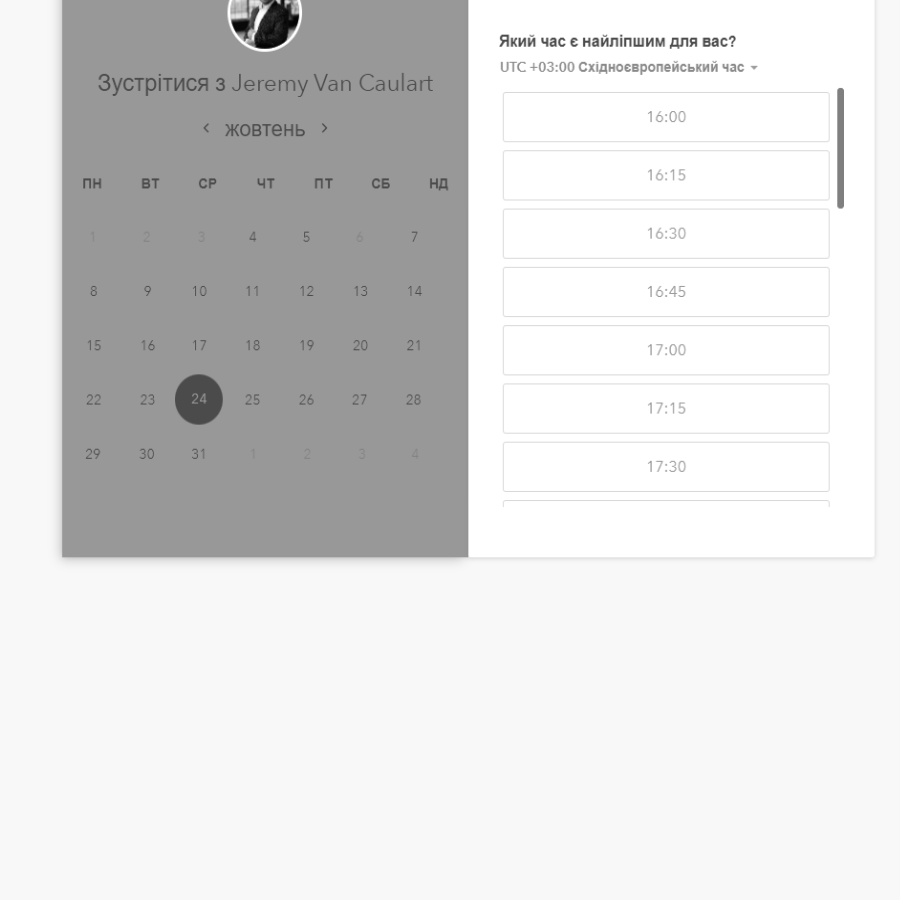 Зустрітися з Jeremy Van Caulart
жовтень
ПН ВТ СР ЧТ ПТ СБ НД
1 2 3 4 5 6 7
8 9 10 11 12 13 14
15 16 17 18 19 20 21
22 23 24 25 26 27 28
29 30 31 1 2 3 4
Який час є найліпшим для вас?
UTC +03:00 Східноєвропейський час
16:00
16:15
16:30
16:45
17:00
17:15
17:30